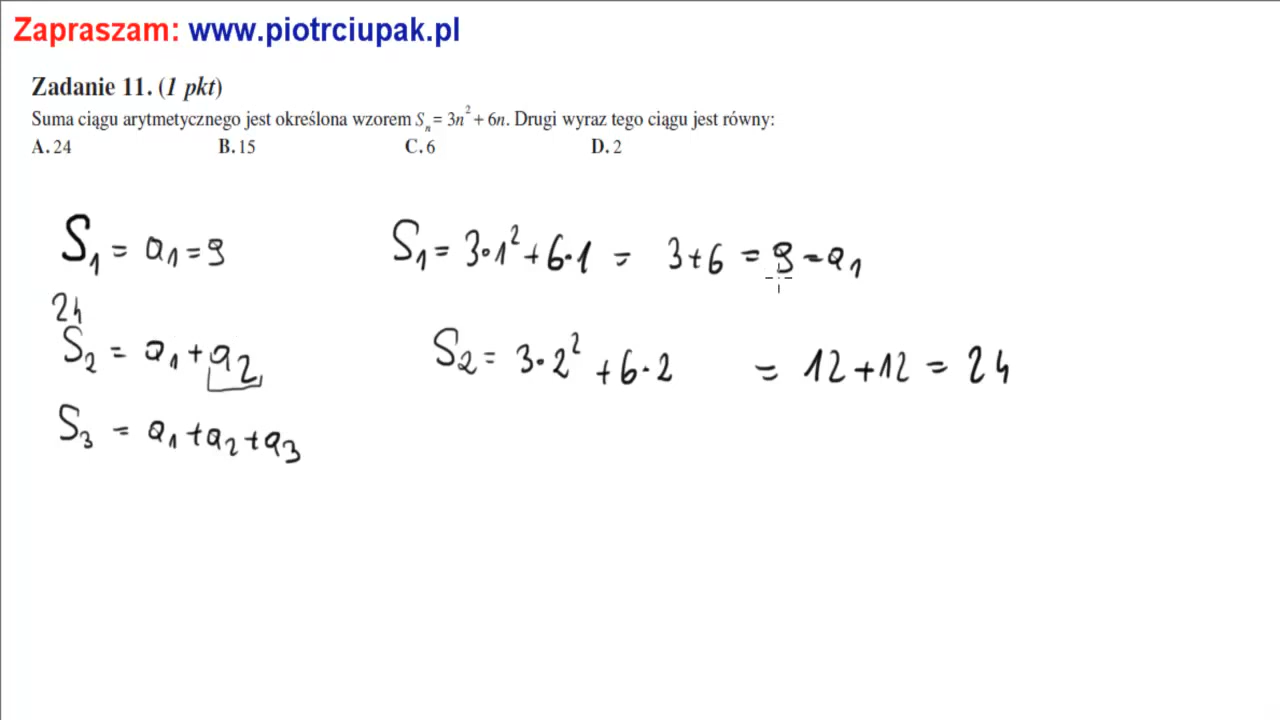 Zapraszam: www.piotrciupak.pl
Zadanie 11. (1 pkt)
Suma ciągu arytmetycznego jest określona wzorem Sₙ = 3n² + 6n. Drugi wyraz tego ciągu jest równy:
A. 24 B. 15 C. 6 D. 2
S₁ = a₁ = 9 S₁ = 3·1² + 6·1 = 3+6 = 9 = a₁
24
S₂ = a₁ + a₂ S₂ = 3·2² + 6·2 = 12+12 = 24
S₃ = a₁ + a₂ + a₃